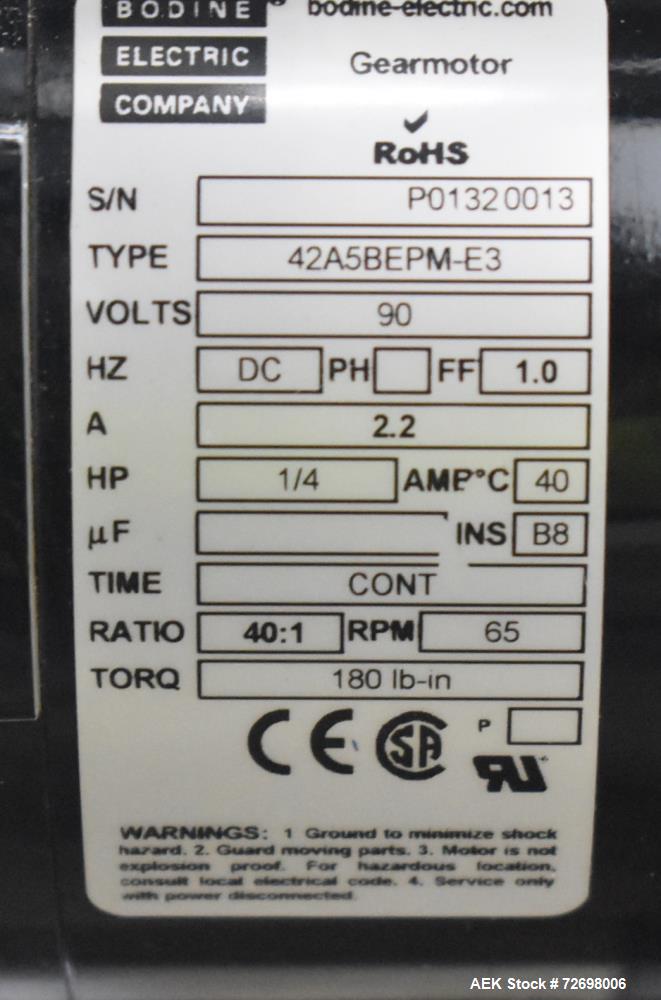 BODINE bodine-electric.com
ELECTRIC Gearmotor
COMPANY
RoHS
S/N P01320013
TYPE 42A5BEPM-E3
VOLTS 90
HZ DC PH FF 1.0
A 2.2
HP 1/4 AMP°C 40
µF INS B8
TIME CONT
RATIO 40:1 RPM 65
TORQ 180 lb-in
CE SA P
RU
WARNINGS: 1 Ground to minimize shock
hazard. 2. Guard moving parts. 3. Motor is not
explosion proof. For hazardous location,
consult local electrical code. 4. Service only
with power disconnected.
AEK Stock # 72698006